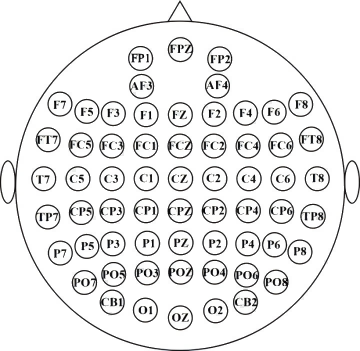 FPZ
FP1 FP2
AF3 AF4
F7 F5 F3 F1 FZ F2 F4 F6 F8
FT7 FC5 FC3 FC1 FCZ FC2 FC4 FC6 FT8
T7 C5 C3 C1 CZ C2 C4 C6 T8
TP7 CP5 CP3 CP1 CPZ CP2 CP4 CP6 TP8
P7 P5 P3 P1 PZ P2 P4 P6 P8
PO7 PO5 PO3 POZ PO4 PO6 PO8
CB1 O1 OZ O2 CB2